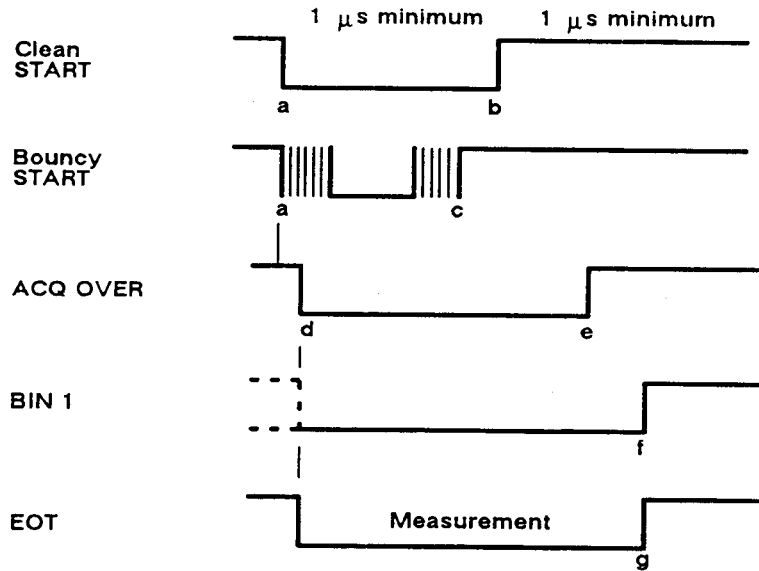 1 μs minimum
1 μs minimum
Clean
START
a
b
Bouncy
START
a
c
ACQ OVER
d
e
BIN 1
f
EOT
Measurement
g